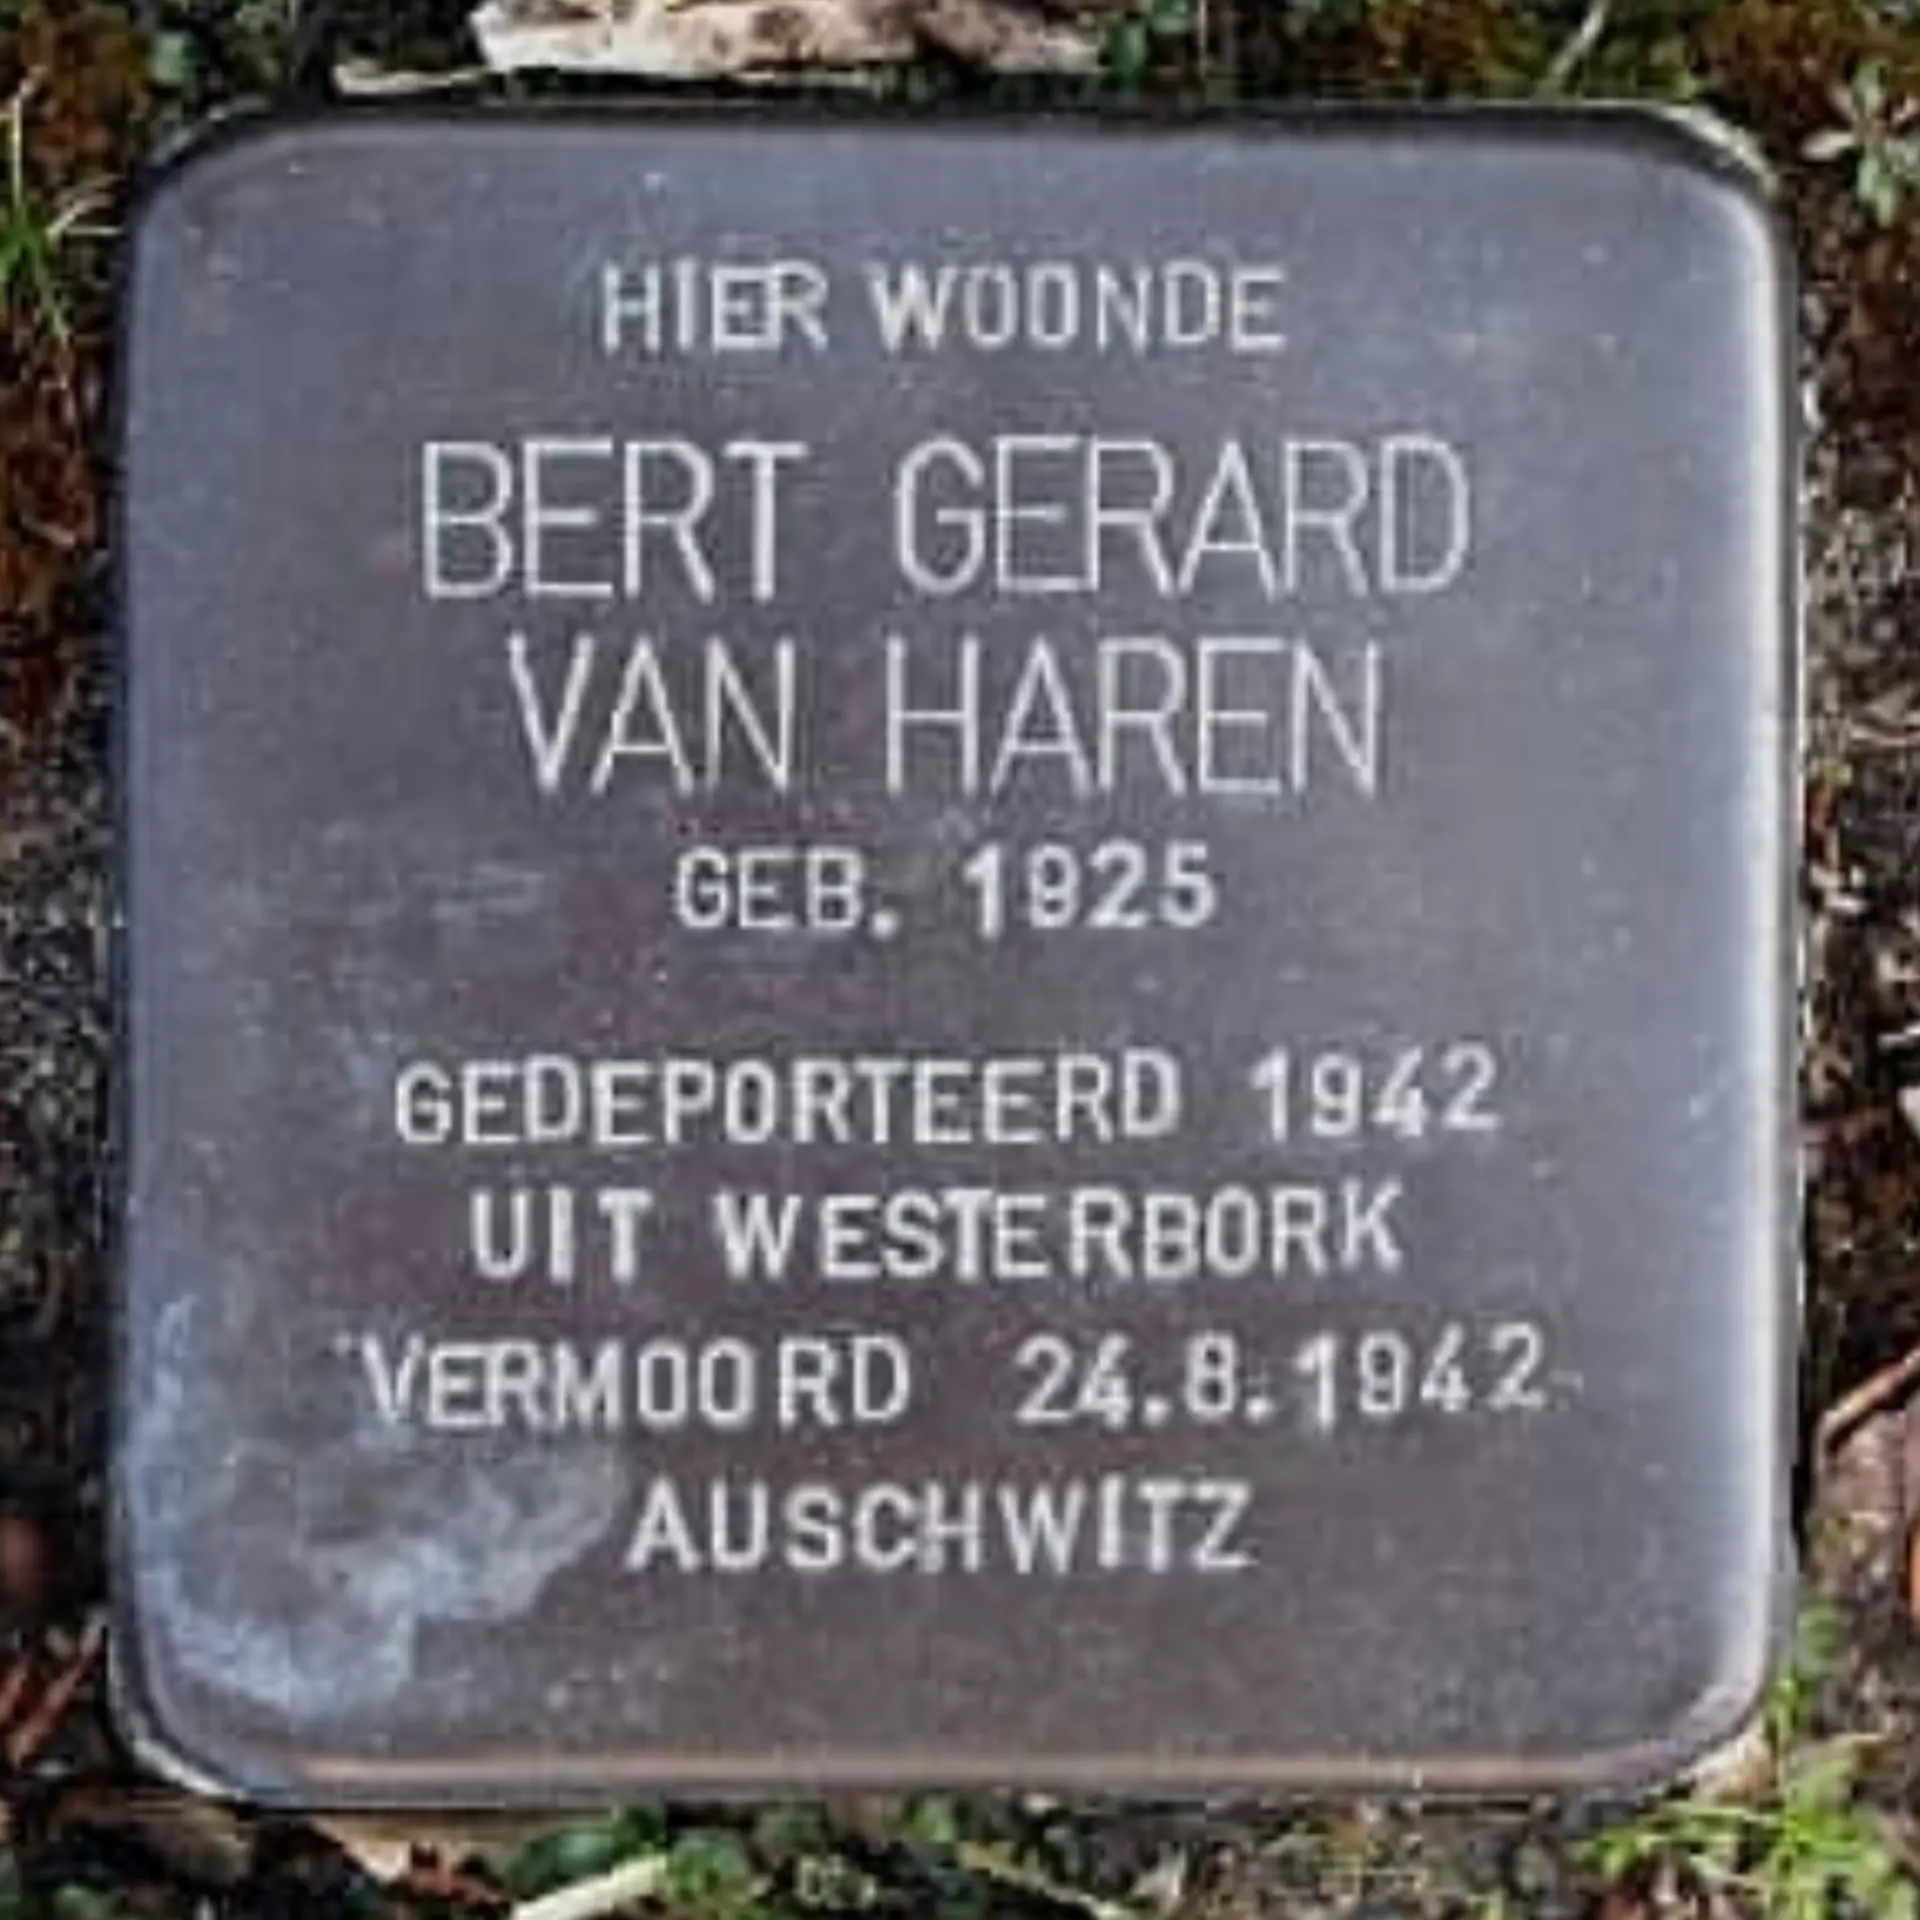 HIER WOONDE
BERT GERARD
VAN HAREN
GEB. 1925
GEDEPORTEERD 1942
UIT WESTERBORK
VERMOORD 24.8.1942
AUSCHWITZ